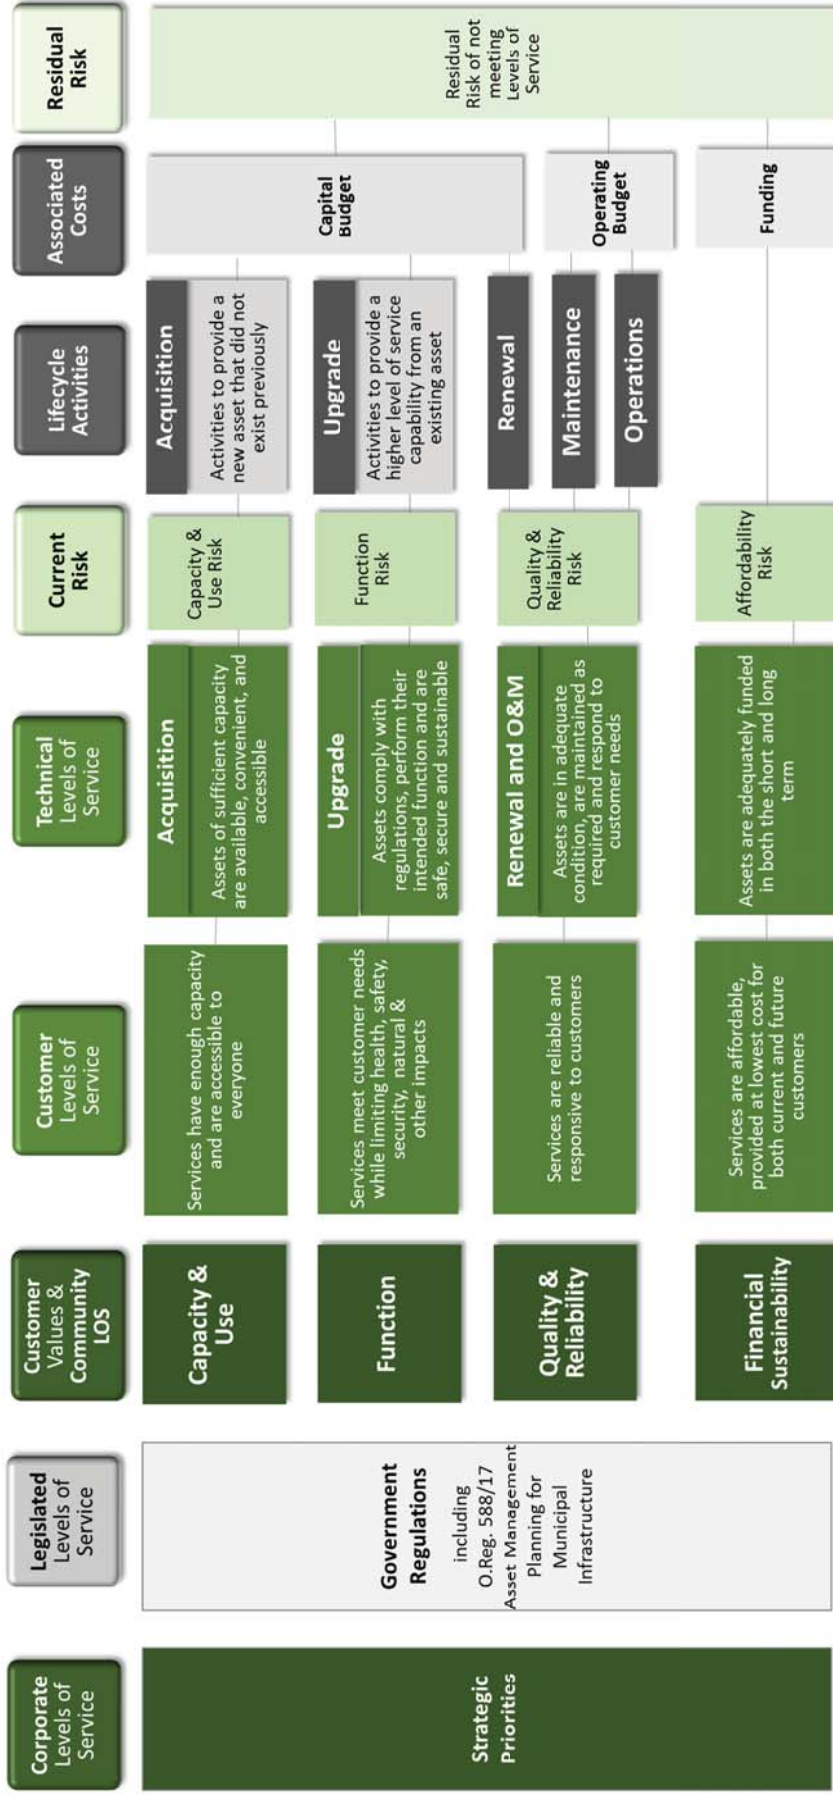 Corporate
Levels of
Service
Legislated
Levels of
Service
Customer
Values &
Community
LOS
Customer
Levels of
Service
Technical
Levels of
Service
Current
Risk
Lifecycle
Activities
Associated
Costs
Residual
Risk
Strategic
Priorities
Government
Regulations
including
O.Reg. 588/17
Asset Management
Planning for
Municipal
Infrastructure
Capacity &
Use
Services have enough capacity
and are accessible to
everyone
Acquisition
Assets of sufficient capacity
are available, convenient, and
accessible
Capacity &
Use Risk
Acquisition
Activities to provide a
new asset that did not
exist previously
Capital
Budget
Residual
Risk of not
meeting
Levels of
Service
Function
Services meet customer needs
while limiting health, safety,
security, natural &
other impacts
Upgrade
Assets comply with
regulations, perform their
intended function and are
safe, secure and sustainable
Function
Risk
Upgrade
Activities to provide a
higher level of service
capability from an
existing asset
Quality &
Reliability
Services are reliable and
responsive to customers
Renewal and O&M
Assets are in adequate
condition, are maintained as
required and respond to
customer needs
Quality &
Reliability
Risk
Renewal
Maintenance
Operations
Operating
Budget
Financial
Sustainability
Services are affordable,
provided at lowest cost for
both current and future
customers
Assets are adequately funded
in both the short and long
term
Affordability
Risk
Funding